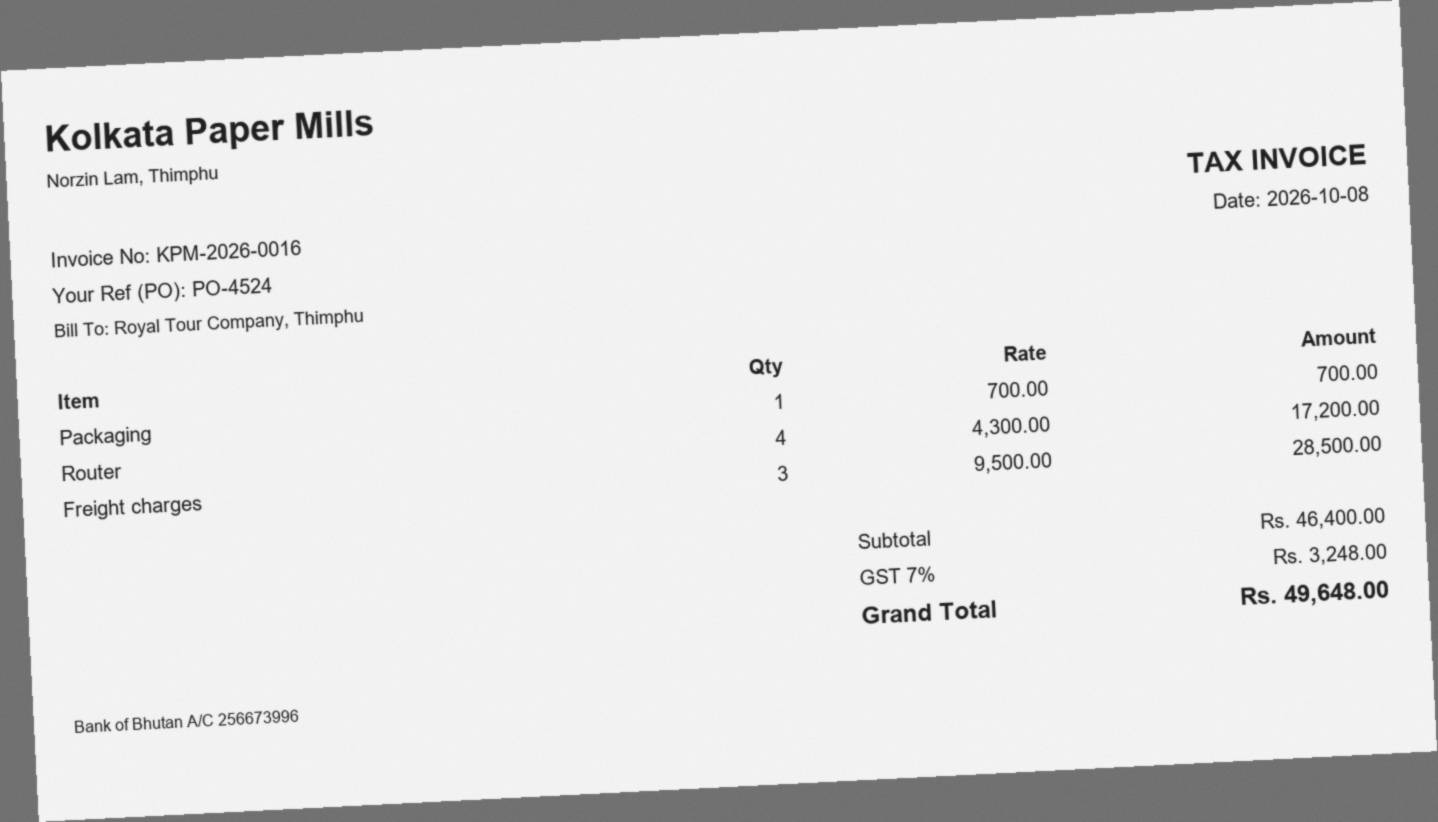 Kolkata Paper Mills
Norzin Lam, Thimphu
TAX INVOICE
Date: 2026-10-08
Invoice No: KPM-2026-0016
Your Ref (PO): PO-4524
Bill To: Royal Tour Company, Thimphu
Item Qty Rate Amount
Packaging 1 700.00 700.00
Router 4 4,300.00 17,200.00
Freight charges 3 9,500.00 28,500.00
Subtotal Rs. 46,400.00
GST 7% Rs. 3,248.00
Grand Total Rs. 49,648.00
Bank of Bhutan A/C 256673996